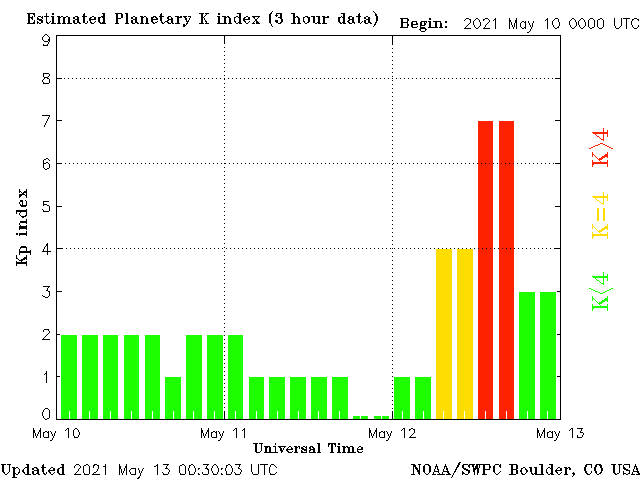 Estimated Planetary K index (3 hour data) Begin: 2021 May 10 0000 UTC
9
8
7
6
5
4
3
2
1
0
Kp index
K>4
K=4
K<4
May 10 May 11 May 12 May 13
Universal Time
Updated 2021 May 13 00:30:03 UTC NOAA/SWPC Boulder, CO USA